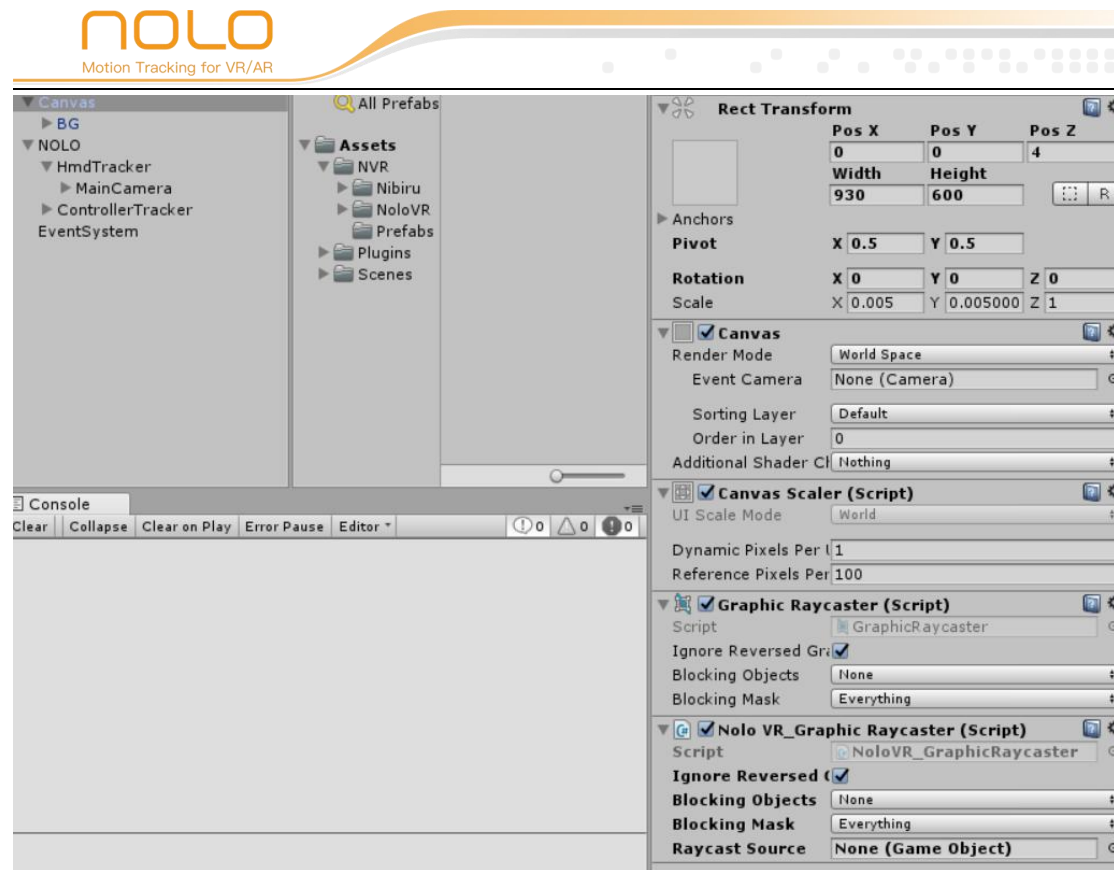 NOLO
Motion Tracking for VR/AR
Canvas
BG
NOLO
HmdTracker
MainCamera
ControllerTracker
EventSystem
All Prefabs
Assets
NVR
Nibiru
NoloVR
Prefabs
Plugins
Scenes
Console
Clear Collapse Clear on Play Error Pause Editor 0 0 0
Rect Transform
Pos X Pos Y Pos Z
0 0 4
Width Height
930 600 R
Anchors
Pivot X 0.5 Y 0.5
Rotation X 0 Y 0 Z 0
Scale X 0.005 Y 0.005000 Z 1
Canvas
Render Mode World Space
Event Camera None (Camera)
Sorting Layer Default
Order in Layer 0
Additional Shader Ch Nothing
Canvas Scaler (Script)
UI Scale Mode World
Dynamic Pixels Per U 1
Reference Pixels Per 100
Graphic Raycaster (Script)
Script GraphicRaycaster
Ignore Reversed Gra
Blocking Objects None
Blocking Mask Everything
Nolo VR_Graphic Raycaster (Script)
Script NoloVR_GraphicRaycaster
Ignore Reversed G
Blocking Objects None
Blocking Mask Everything
Raycast Source None (Game Object)